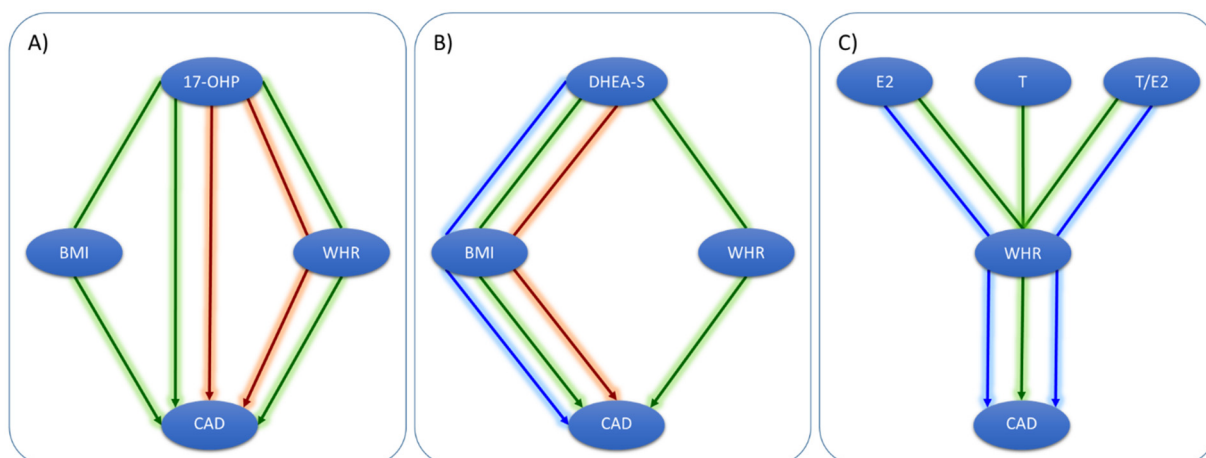 A)
17-OHP
BMI
WHR
CAD
B)
DHEA-S
BMI
WHR
CAD
C)
E2
T
T/E2
WHR
CAD